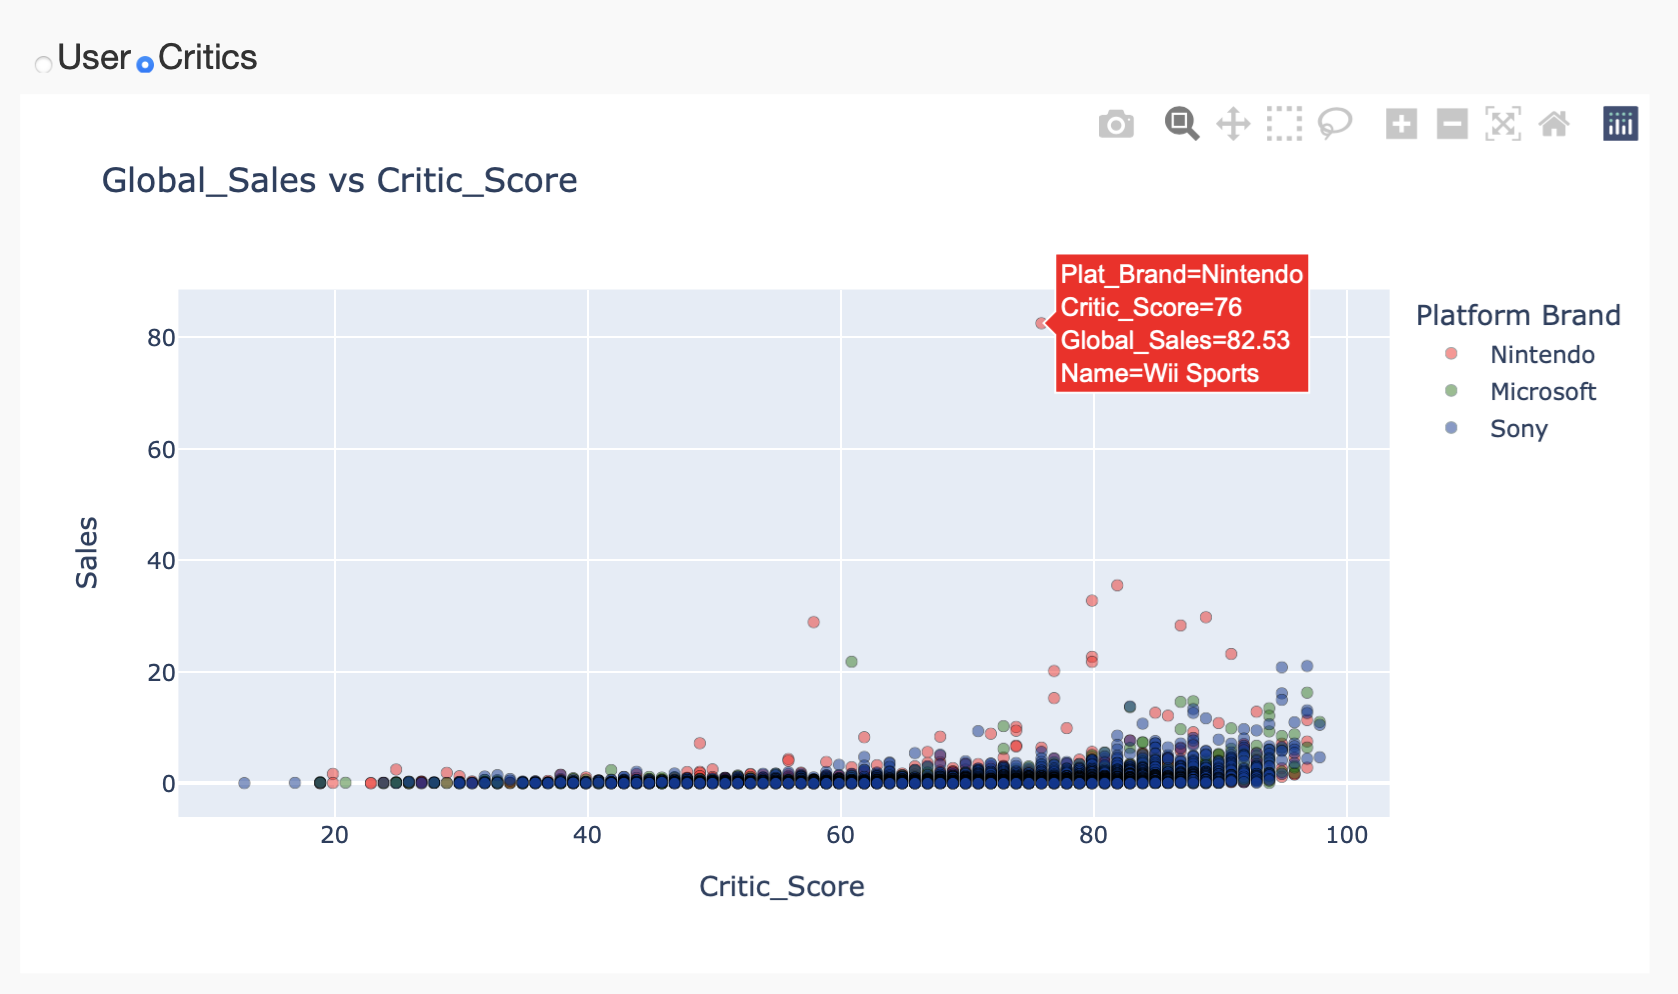 User Critics
Global_Sales vs Critic_Score
Plat_Brand=Nintendo
Critic_Score=76
Global_Sales=82.53
Name=Wii Sports
Platform Brand
Nintendo
Microsoft
Sony
Sales
80
60
40
20
0
20 40 60 80 100
Critic_Score